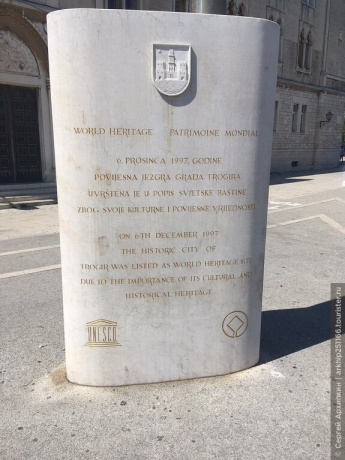 WORLD HERITAGE PATRIMOINE MONDIAL
6. PROSINCA 1997. GODINE
POVIJESNA JEZGRA GRADA TROGIRA
UVRŠTENA JE U POPIS SVJETSKE BAŠTINE
ZBOG SVOJE KULTURNE I POVIJESNE VRIJEDNOSTI
ON 6TH DECEMBER 1997
THE HISTORIC CITY OF
TROGIR WAS LISTED AS WORLD HERITAGE SITE
DUE TO THE IMPORTANCE OF ITS CULTURAL AND
HISTORICAL HERITAGE
UNESCO
© Сергей Архипкин | arkhip251166.tourister.ru